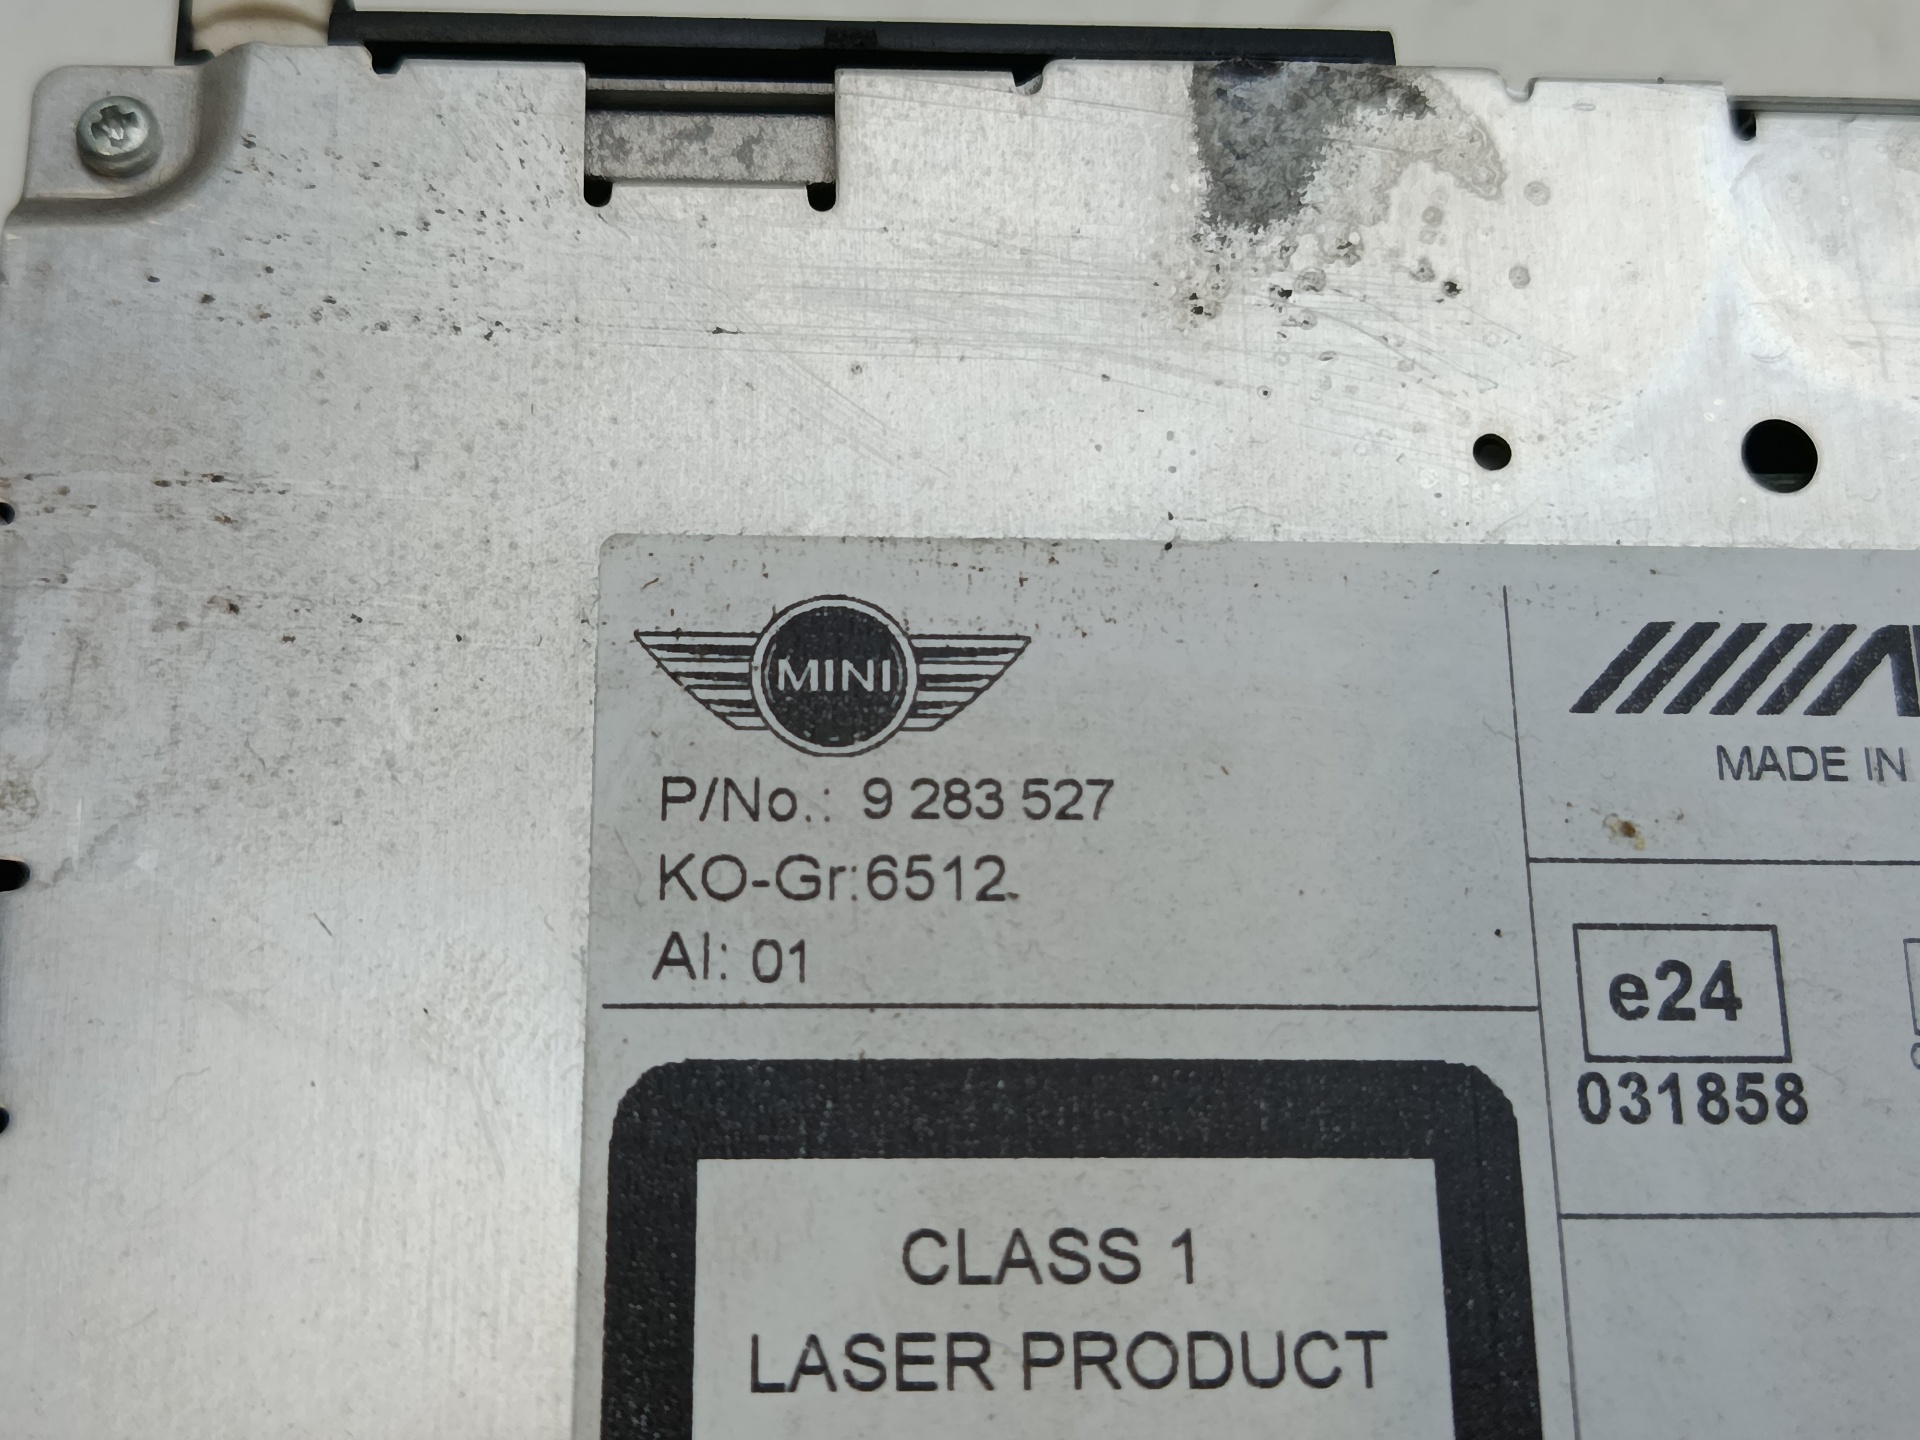 MINI
P/No.: 9 283 527
KO-Gr:6512
AI: 01
MADE IN
e24
031858
CLASS 1
LASER PRODUCT